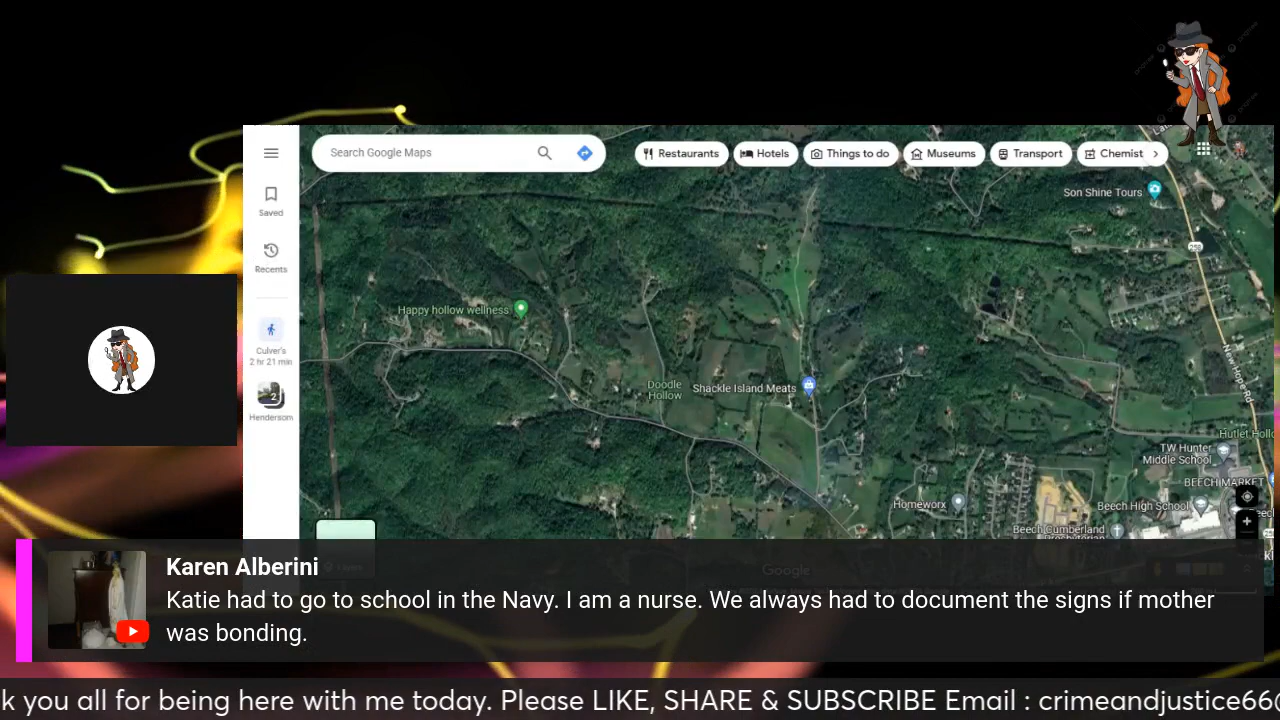 Search Google Maps
Restaurants
Hotels
Things to do
Museums
Transport
Chemist
Saved
Recents
Culver's
2 hr 21 min
2
Henderson
Son Shine Tours
258
New Hope Rd
Happy hollow wellness
Doodle
Hollow
Shackle Island Meats
TW Hunter
Middle School
BEECH MARKET
Homeworx
Beech High School
Beech Cumberland
Presbyterian
Google
Karen Alberini
Katie had to go to school in the Navy. I am a nurse. We always had to document the signs if mother
was bonding.
k you all for being here with me today. Please LIKE, SHARE & SUBSCRIBE Email : crimeandjustice66